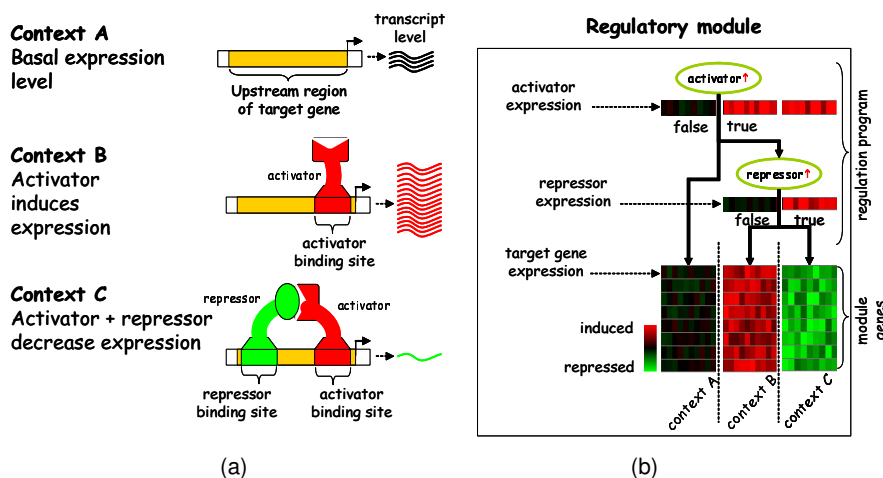 Context A
Basal expression
level
transcript
level
Upstream region
of target gene
Context B
Activator
induces
expression
activator
activator
binding site
Context C
Activator + repressor
decrease expression
repressor
activator
repressor
binding site
activator
binding site
(a)
Regulatory module
activator↑
activator
expression
false
true
repressor↑
repressor
expression
false
true
target gene
expression
induced
repressed
context A
context B
context C
regulation program
module
genes
(b)